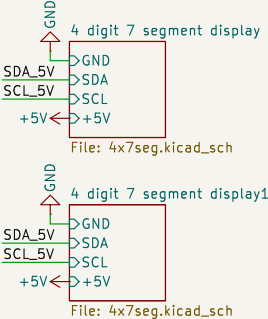 GND
4 digit 7 segment display
GND
SDA_5V SDA
SCL_5V SCL
+5V +5V
File: 4x7seg.kicad_sch
GND
4 digit 7 segment display1
GND
SDA_5V SDA
SCL_5V SCL
+5V +5V
File: 4x7seg.kicad_sch